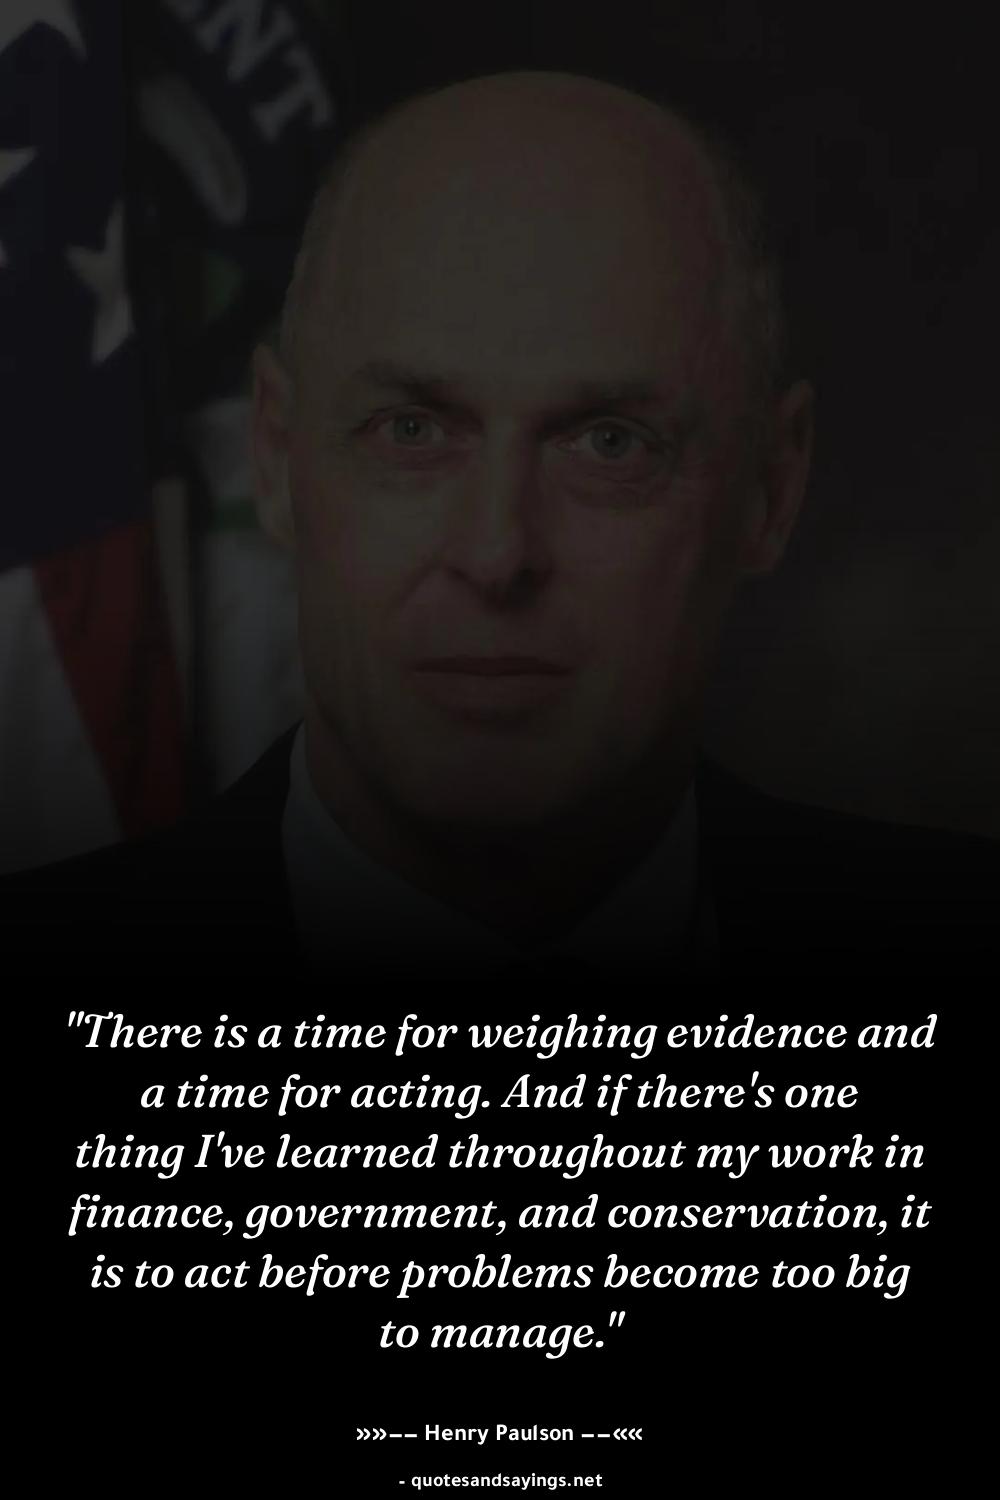 ENT
"There is a time for weighing evidence and
a time for acting. And if there's one
thing I've learned throughout my work in
finance, government, and conservation, it
is to act before problems become too big
to manage."
»»–– Henry Paulson ––««
- quotesandsayings.net